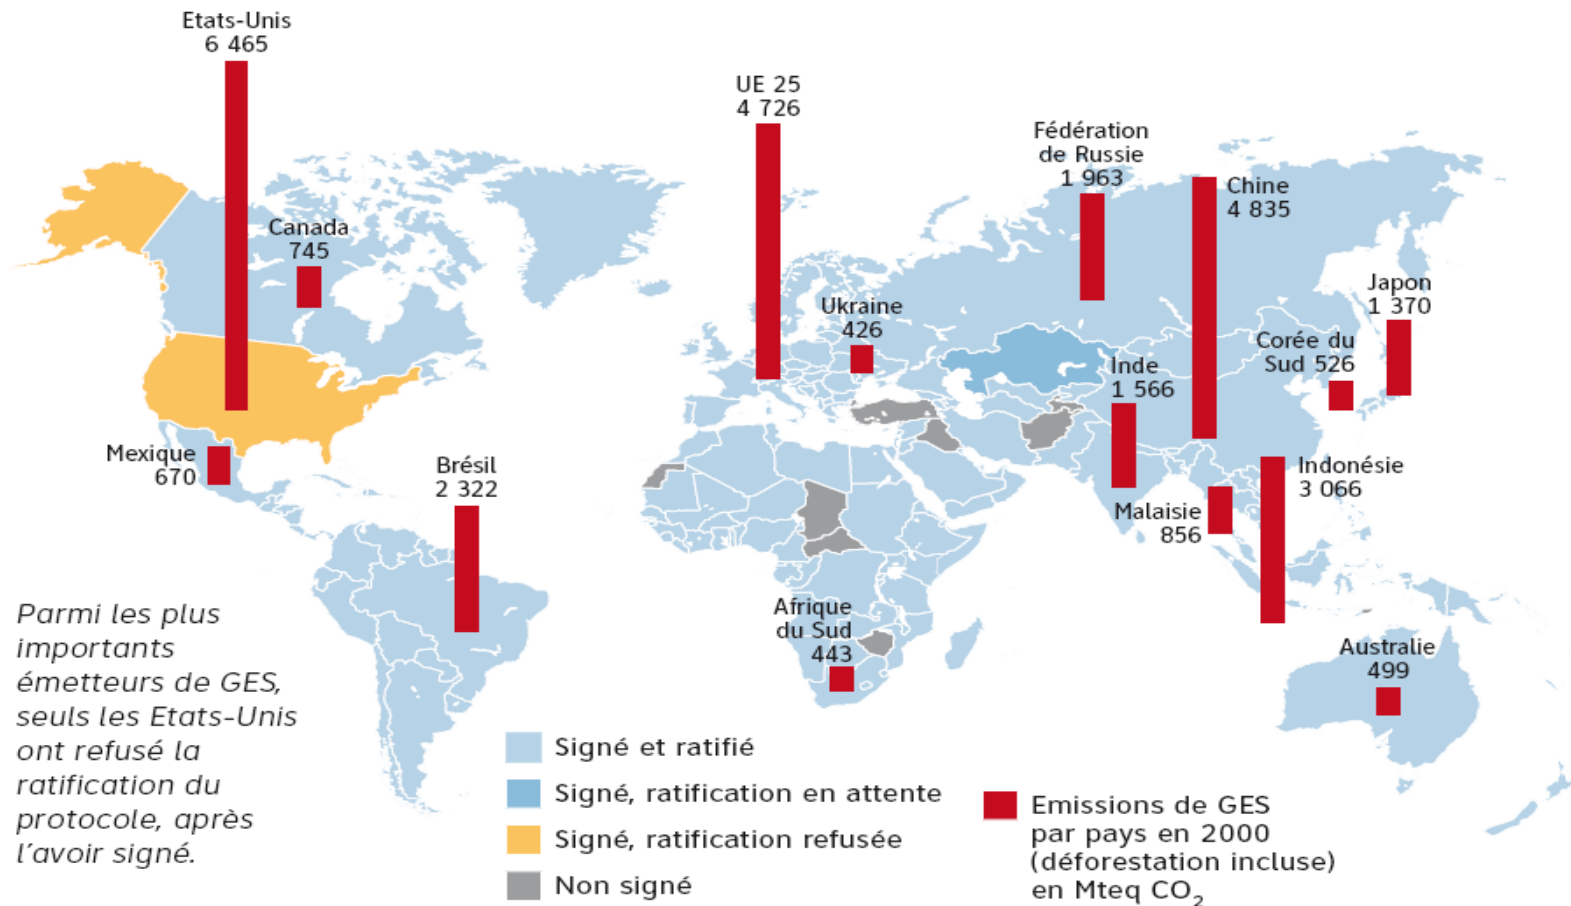 Etats-Unis
6 465
UE 25
4 726
Fédération
de Russie
1 963
Chine
4 835
Canada
745
Ukraine
426
Japon
1 370
Corée du
Sud 526
Inde
1 566
Mexique
670
Brésil
2 322
Indonésie
3 066
Malaisie
856
Afrique
du Sud
443
Australie
499
Parmi les plus
importants
émetteurs de GES,
seuls les Etats-Unis
ont refusé la
ratification du
protocole, après
l'avoir signé.
Signé et ratifié
Signé, ratification en attente
Signé, ratification refusée
Non signé
Emissions de GES
par pays en 2000
(déforestation incluse)
en Mteq CO₂